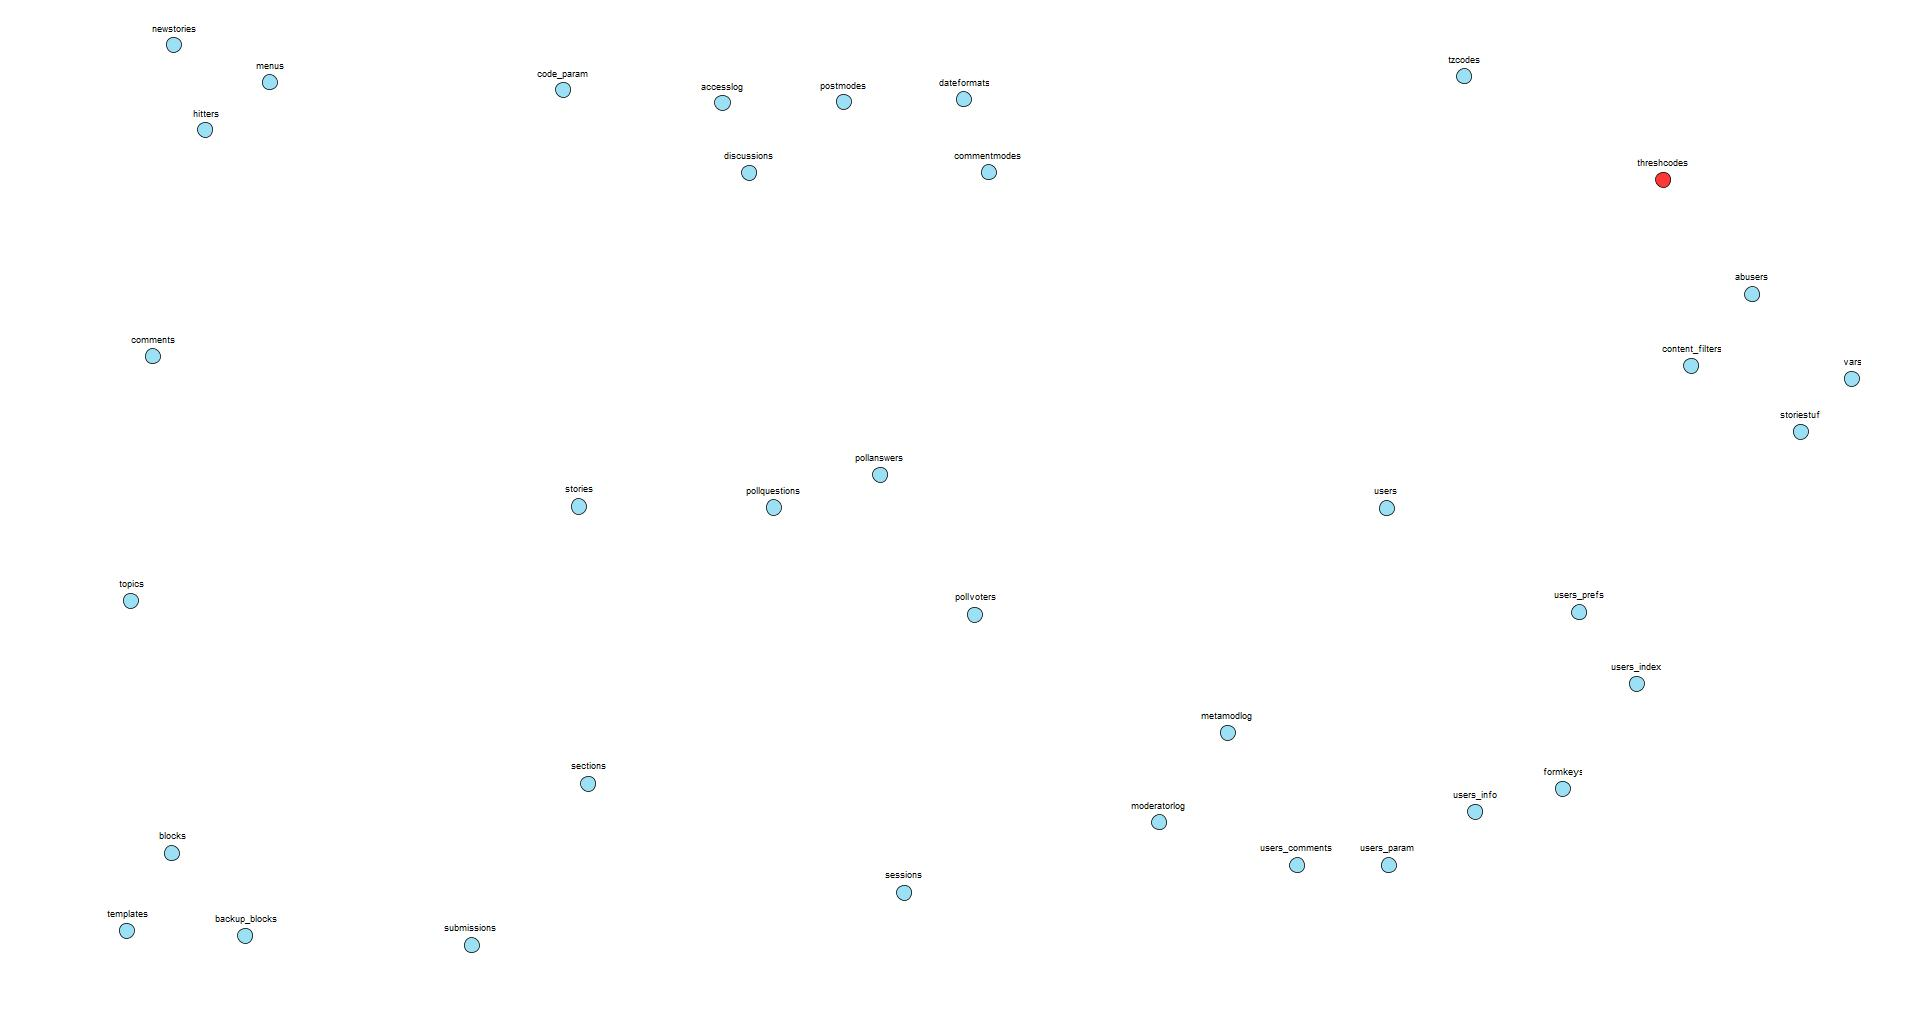 newstories
menus
tzcodes
code_param
dateformats
accesslog
postmodes
hitters
discussions
commentmodes
threshcodes
abusers
comments
content_filters
vars
storiestuf
pollanswers
stories
pollquestions
users
topics
users_prefs
pollvoters
users_index
metamodlog
sections
formkeys
users_info
moderatorlog
blocks
users_comments
users_param
sessions
templates
backup_blocks
submissions